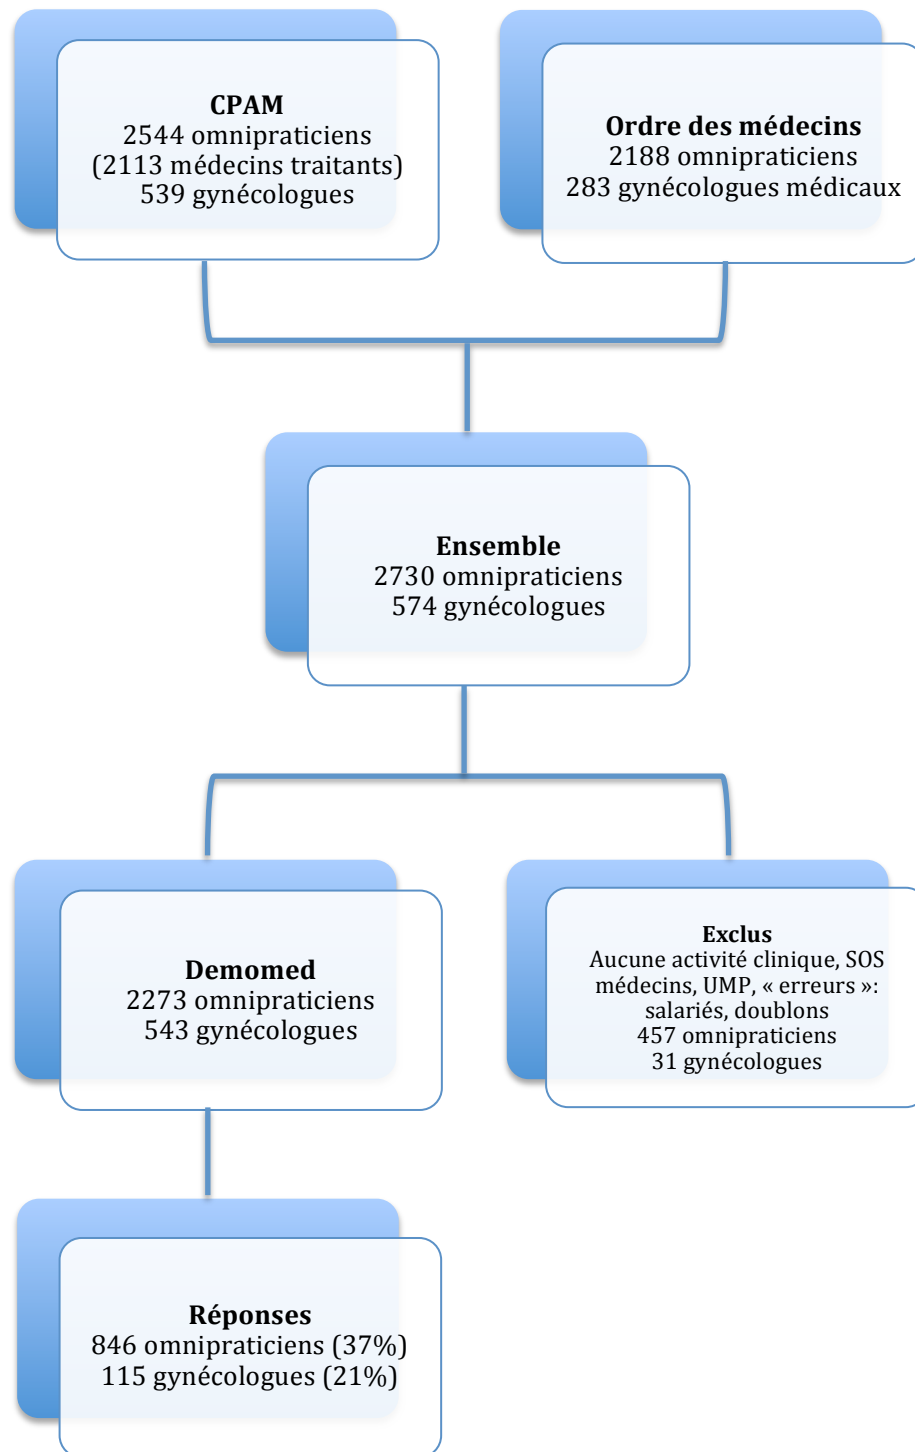 CPAM
2544 omnipraticiens
(2113 médecins traitants)
539 gynécologues
Ordre des médecins
2188 omnipraticiens
283 gynécologues médicaux
Ensemble
2730 omnipraticiens
574 gynécologues
Demomed
2273 omnipraticiens
543 gynécologues
Exclus
Aucune activité clinique, SOS
médecins, UMP, « erreurs »:
salariés, doublons
457 omnipraticiens
31 gynécologues
Réponses
846 omnipraticiens (37%)
115 gynécologues (21%)